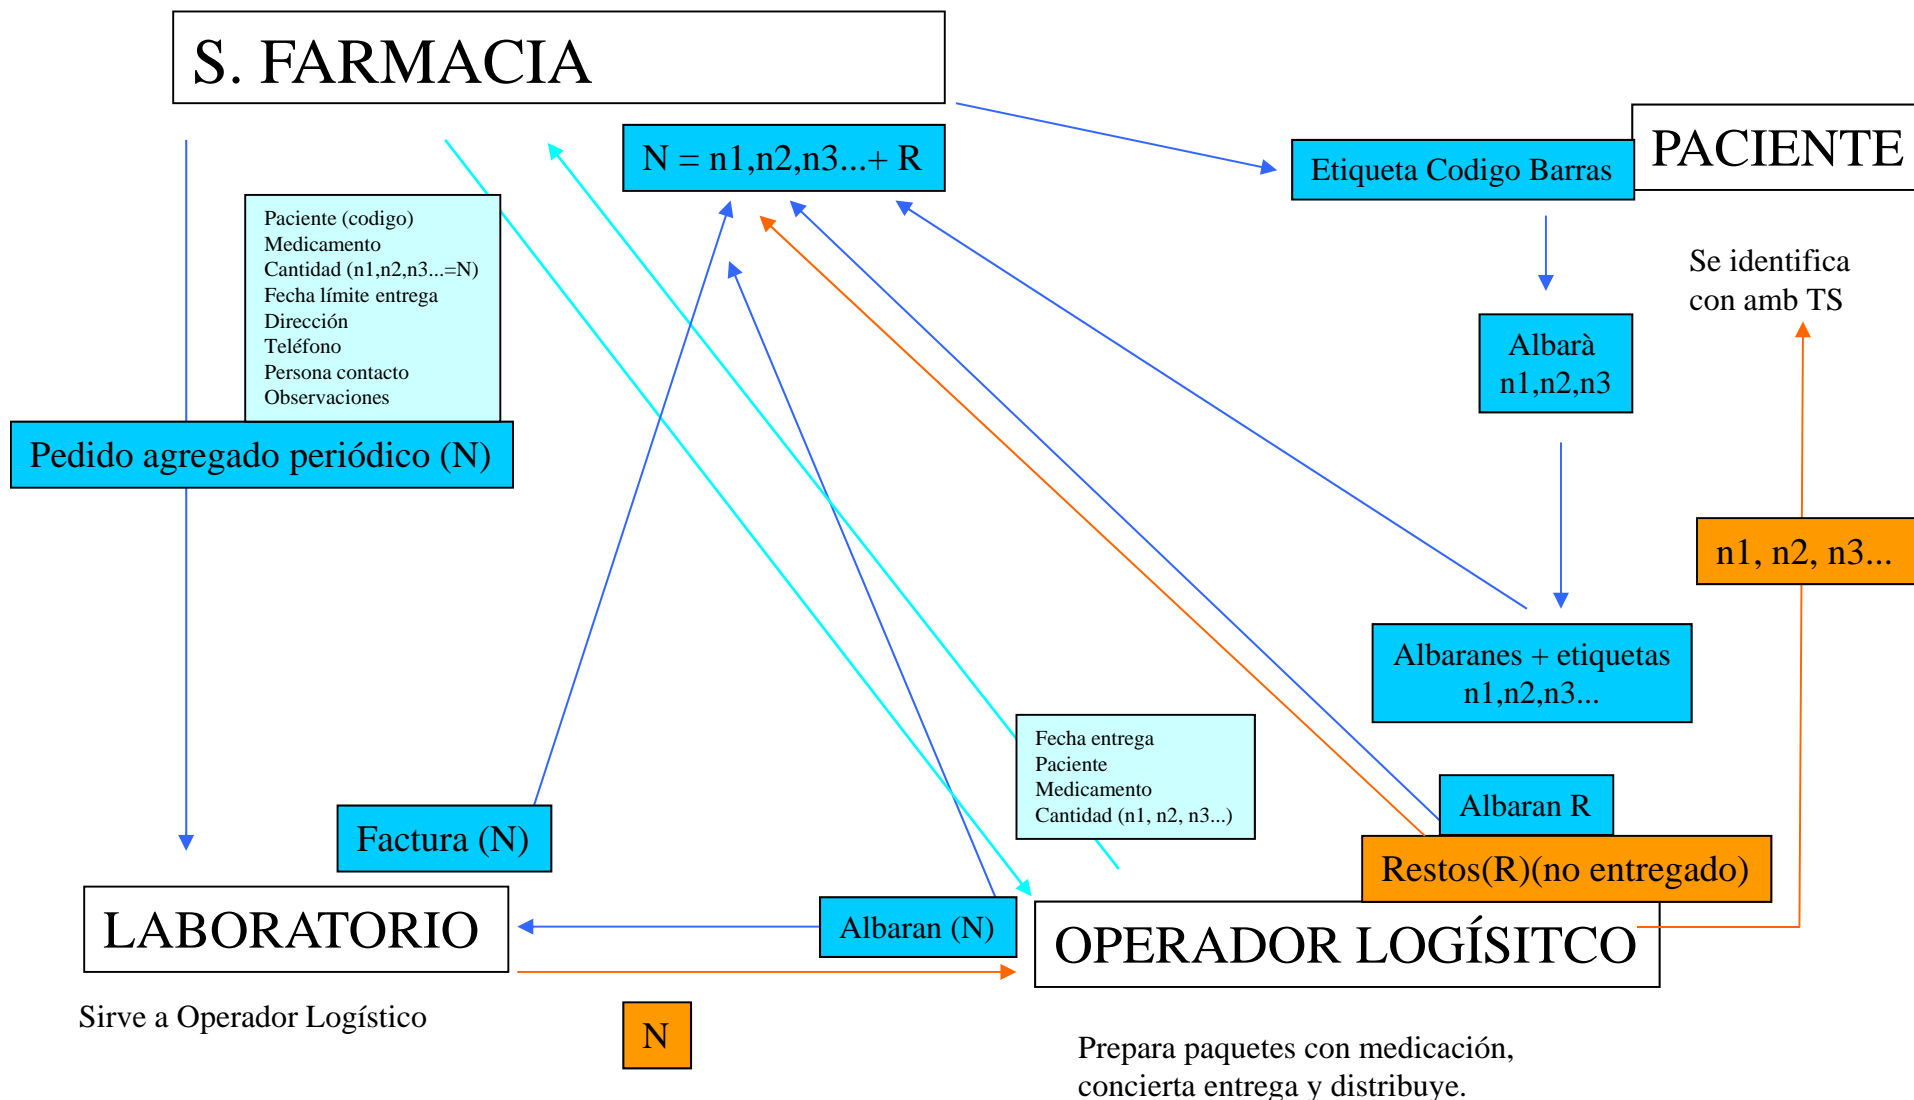 S. FARMACIA
N = n1,n2,n3...+ R
Etiqueta Codigo Barras
PACIENTE
Paciente (codigo)
Medicamento
Cantidad (n1,n2,n3...=N)
Fecha límite entrega
Dirección
Teléfono
Persona contacto
Observaciones
Se identifica
con amb TS
Albarà
n1,n2,n3
Pedido agregado periódico (N)
n1, n2, n3...
Albaranes + etiquetas
n1,n2,n3...
Fecha entrega
Paciente
Medicamento
Cantidad (n1, n2, n3...)
Albaran R
Factura (N)
Restos(R)(no entregado)
LABORATORIO
Albaran (N)
OPERADOR LOGÍSITCO
Sirve a Operador Logístico
N
Prepara paquetes con medicación,
concierta entrega y distribuye.